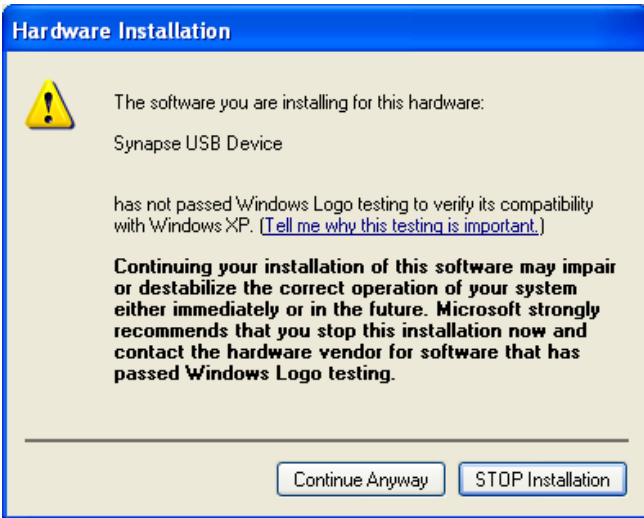 Hardware Installation
The software you are installing for this hardware:
Synapse USB Device
has not passed Windows Logo testing to verify its compatibility
with Windows XP. (Tell me why this testing is important.)
Continuing your installation of this software may impair
or destabilize the correct operation of your system
either immediately or in the future. Microsoft strongly
recommends that you stop this installation now and
contact the hardware vendor for software that has
passed Windows Logo testing.
Continue Anyway
STOP Installation